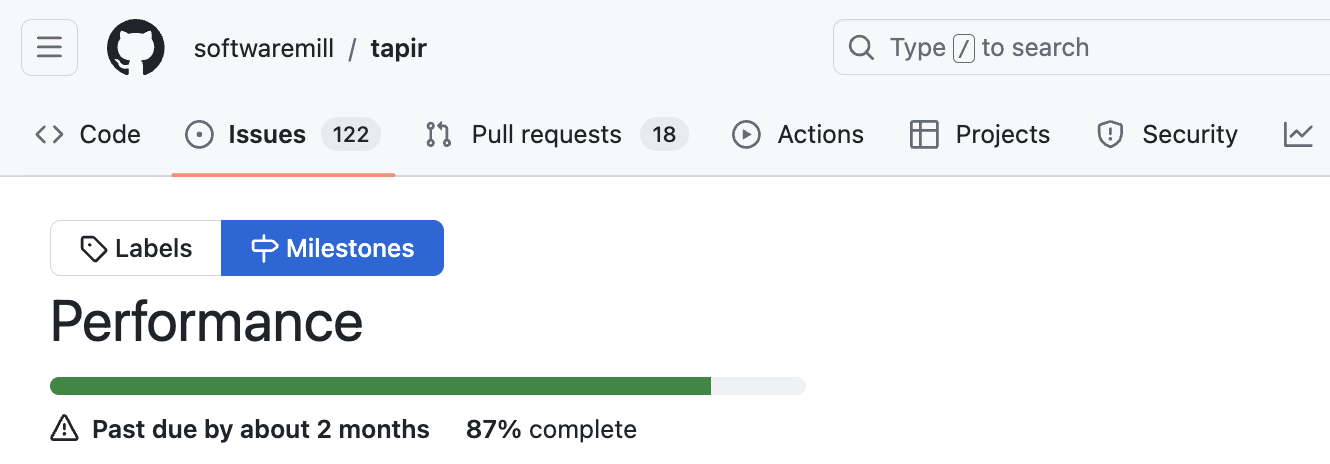 softwaremill / tapir
Type / to search
Code Issues 122 Pull requests 18 Actions Projects Security
Labels Milestones
Performance
Past due by about 2 months 87% complete